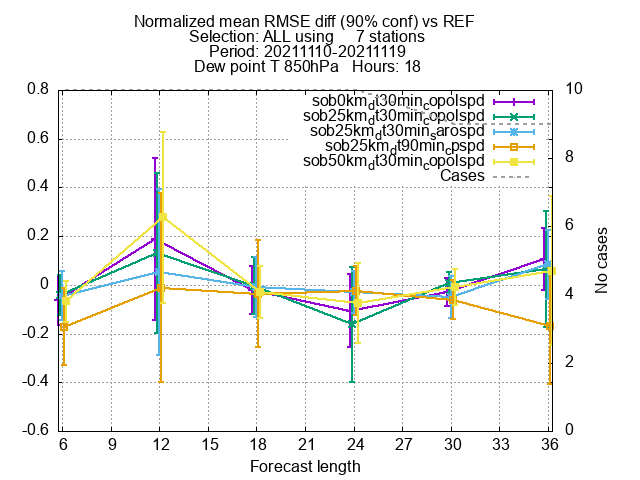 Normalized mean RMSE diff (90% conf) vs REF
Selection: ALL using 7 stations
Period: 20211110-20211119
Dew point T 850hPa Hours: 18
sob0km_dt30min_copolspd
sob25km_dt30min_copolspd
sob25km_dt30min_sarospd
sob25km_dt90min_cpspd
sob50km_dt30min_copolspd
Cases
0.8
0.6
0.4
0.2
0
-0.2
-0.4
-0.6
10
8
6
4
2
0
No cases
6 9 12 15 18 21 24 27 30 33 36
Forecast length